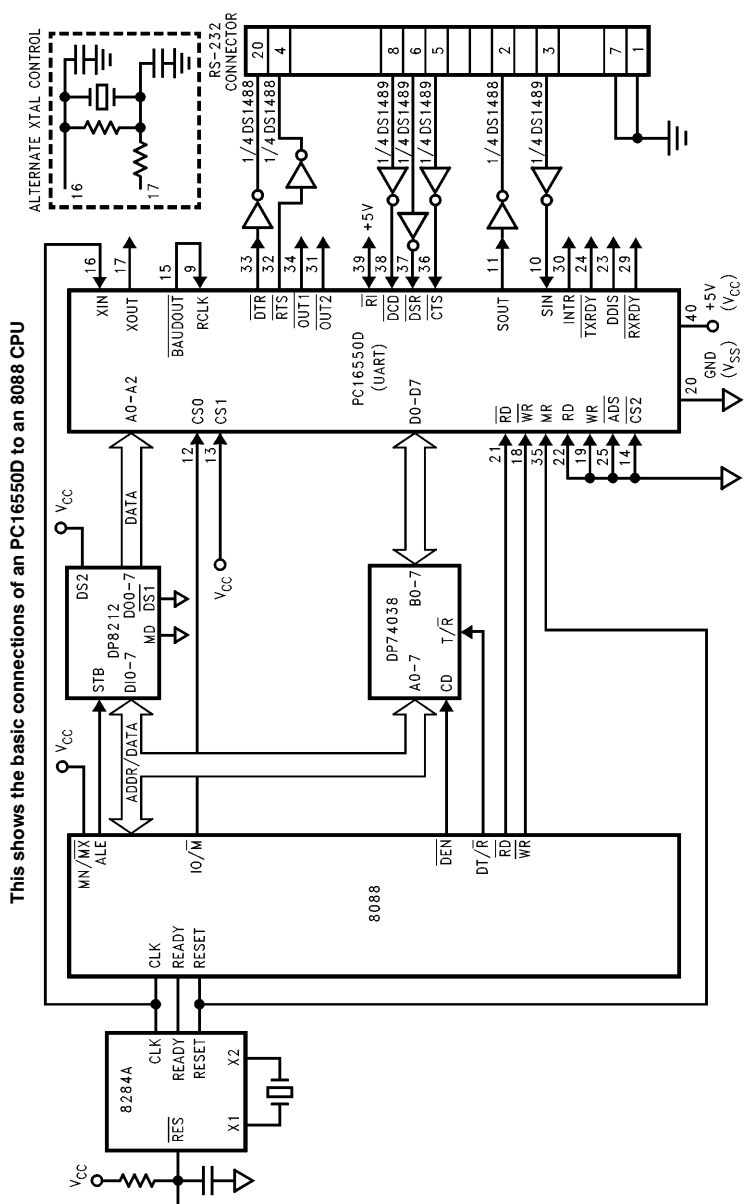 This shows the basic connections of an PC16550D to an 8088 CPU
ALTERNATE XTAL CONTROL
16
17
RS-232
CONNECTOR
20
4
8
6
5
2
3
7
1
1/4 DS1488
1/4 DS1488
1/4 DS1489
1/4 DS1489
1/4 DS1489
1/4 DS1488
1/4 DS1489
16
17
15
9
33
32
34
31
39
+5V
38
37
36
11
10
30
24
23
29
XIN
XOUT
BAUDOUT
RCLK
DTR
RTS
OUT1
OUT2
RI
DCD
DSR
CTS
SOUT
SIN
INTR
TXRDY
DDIS
RXRDY
PC16550D
(UART)
A0-A2
CS0
CS1
D0-D7
RD
WR
MR
RD
WR
ADS
CS2
12
13
21
18
35
22
19
25
14
20
GND
(VSS)
40
+5V
(VCC)
DATA
VCC
VCC
DS2
DP8212
DO0-7
DS1
MD
STB
DI0-7
DP74038
B0-7
T/R
A0-7
CD
VCC
ADDR/DATA
MN/MX
ALE
IO/M
DEN
DT/R
RD
WR
8088
CLK
READY
RESET
CLK
READY
RESET
8284A
RES
X1
X2
VCC